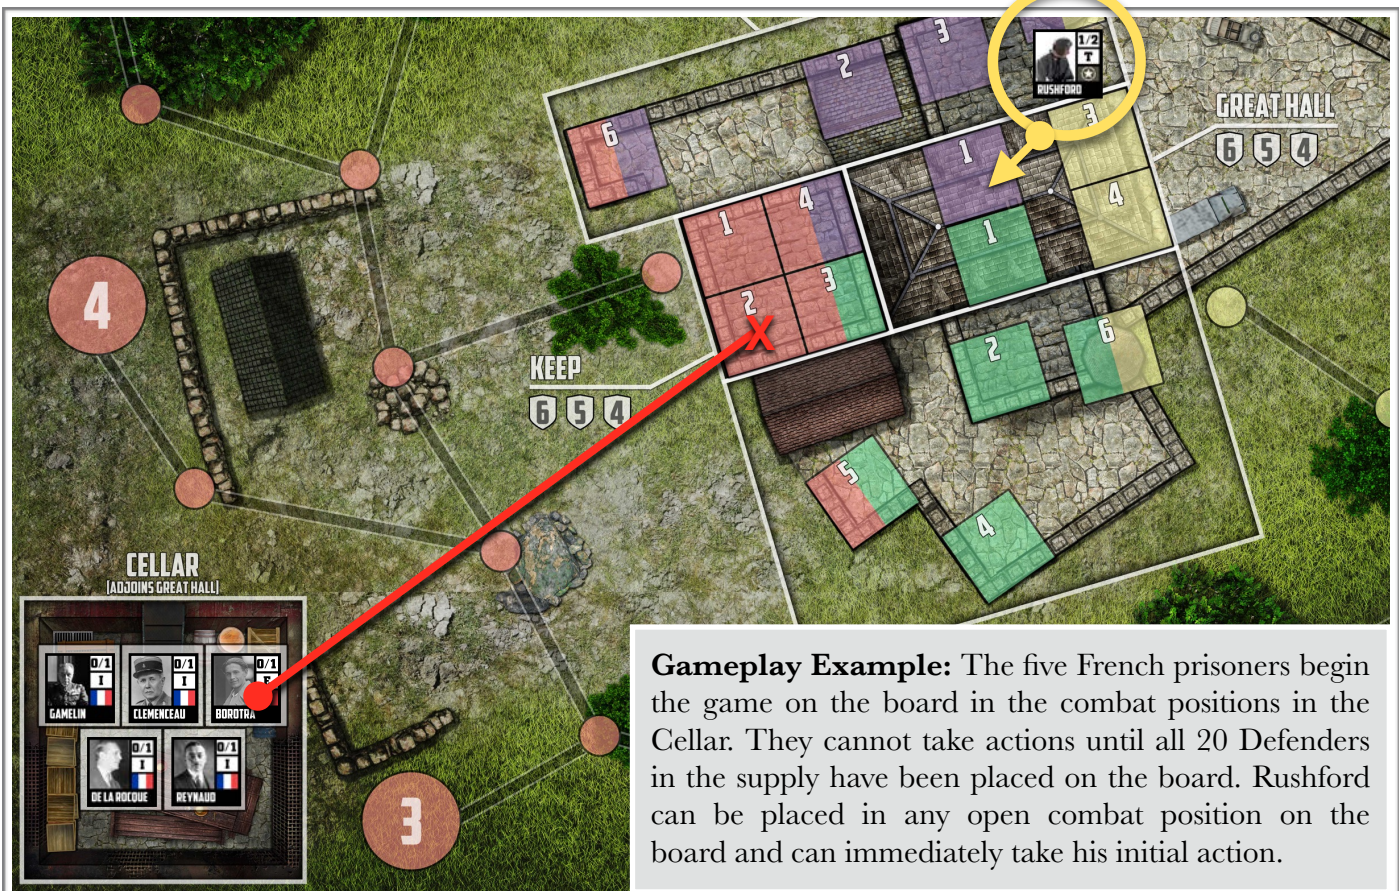 3
2
1/2
T
RUSHFORD
GREAT HALL
6 5 4
6
1
3
4
1
4
1
2
3
4
KEEP
6 5 4
X
2
6
5
4
CELLAR
[ADJOINS GREAT HALL]
0/1
I
GAMELIN
0/1
I
CLEMENCEAU
0/1
BOROTRA
0/1
I
DE LA ROCQUE
0/1
I
REYNAUD
3
Gameplay Example: The five French prisoners begin
the game on the board in the combat positions in the
Cellar. They cannot take actions until all 20 Defenders
in the supply have been placed on the board. Rushford
can be placed in any open combat position on the
board and can immediately take his initial action.